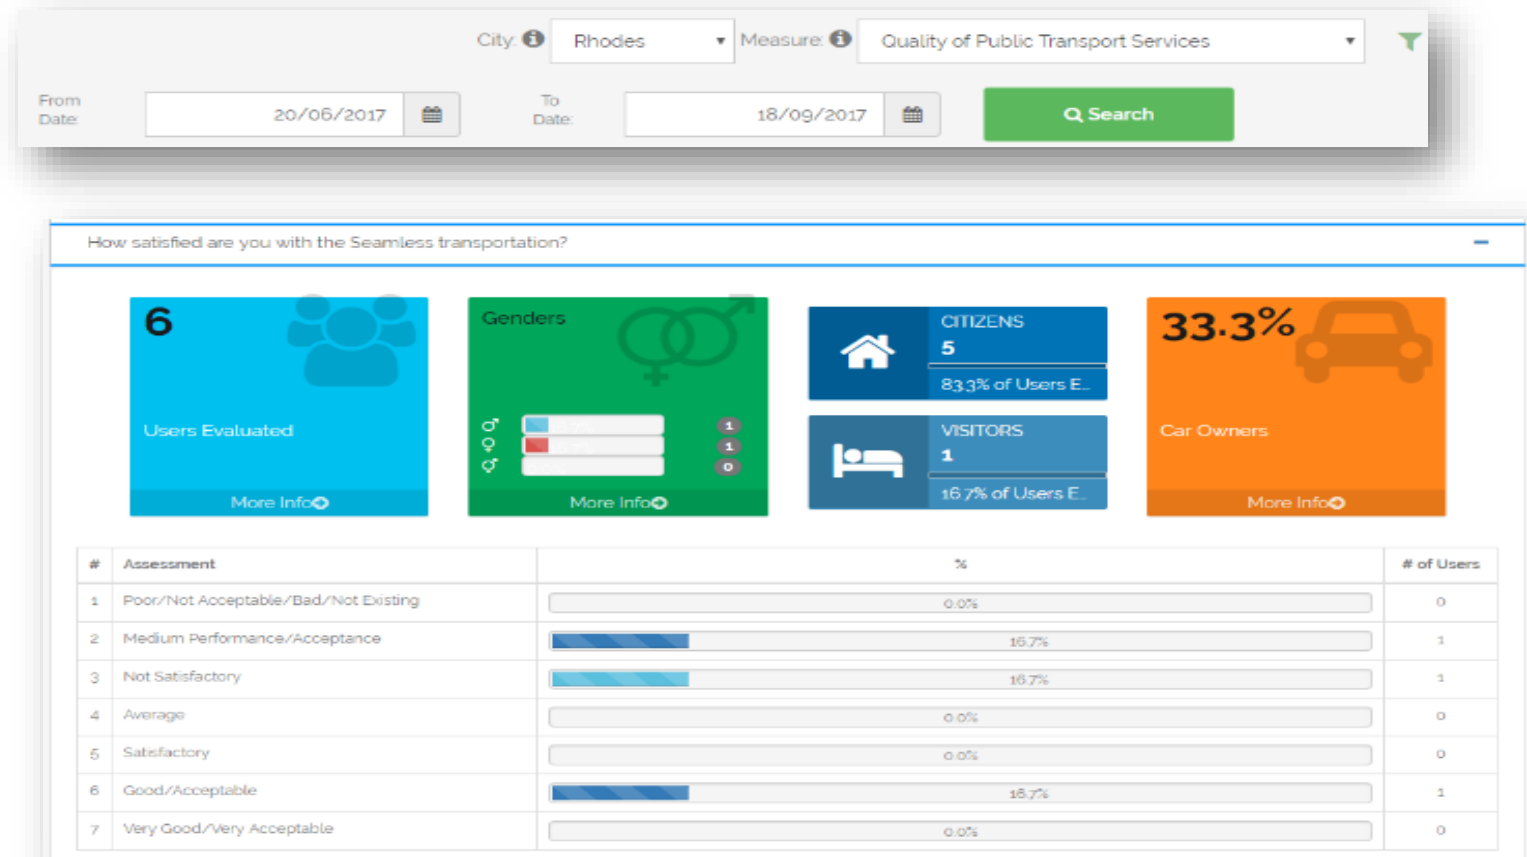 City: Rhodes Measure: Quality of Public Transport Services
From Date: 20/06/2017 To Date: 18/09/2017 Search
How satisfied are you with the Seamless transportation?
6
Users Evaluated
More Info
Genders
1
1
0
More Info
CITIZENS
5
83.3% of Users E...
VISITORS
1
16.7% of Users E...
33.3%
Car Owners
More Info
# Assessment % # of Users
1 Poor/Not Acceptable/Bad/Not Existing 0.0% 0
2 Medium Performance/Acceptance 16.7% 1
3 Not Satisfactory 16.7% 1
4 Average 0.0% 0
5 Satisfactory 0.0% 0
6 Good/Acceptable 16.7% 1
7 Very Good/Very Acceptable 0.0% 0